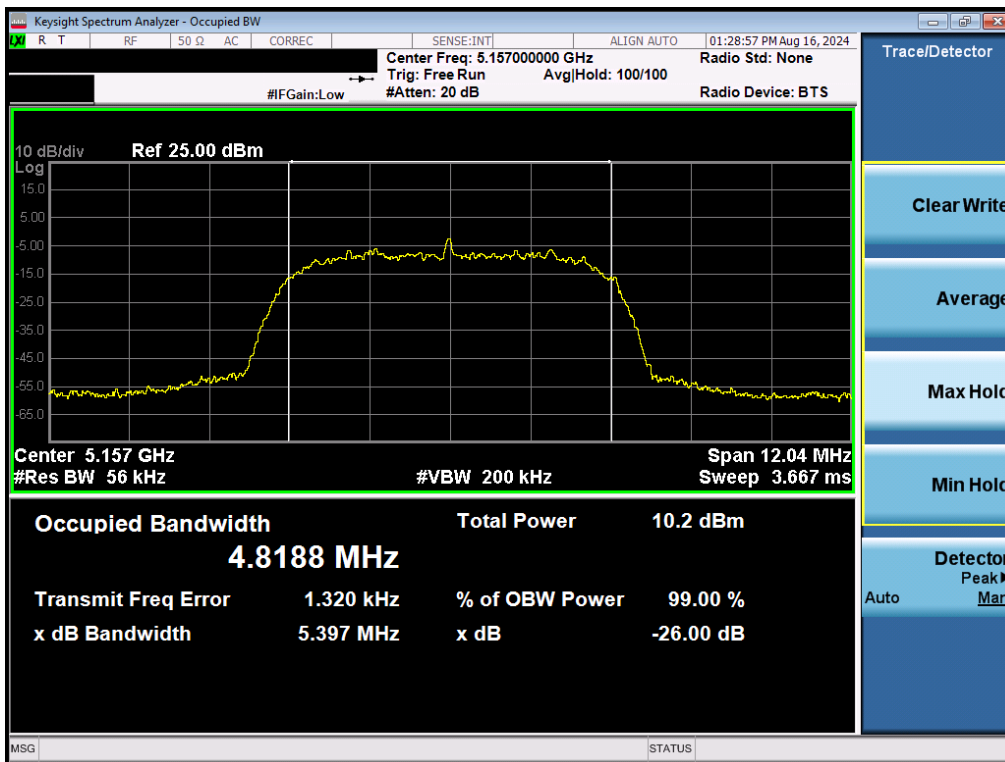 Keysight Spectrum Analyzer - Occupied BW
LXI R T RF 50 Ω AC CORREC SENSE:INT ALIGN AUTO 01:28:57 PM Aug 16, 2024
Center Freq: 5.157000000 GHz Radio Std: None
Trig: Free Run Avg|Hold: 100/100
#IFGain:Low #Atten: 20 dB Radio Device: BTS
Trace/Detector
10 dB/div Ref 25.00 dBm
Log
15.0
5.00
-5.00
-15.0
-25.0
-35.0
-45.0
-55.0
-65.0
Center 5.157 GHz Span 12.04 MHz
#Res BW 56 kHz #VBW 200 kHz Sweep 3.667 ms
Occupied Bandwidth Total Power 10.2 dBm
4.8188 MHz
Transmit Freq Error 1.320 kHz % of OBW Power 99.00 %
x dB Bandwidth 5.397 MHz x dB -26.00 dB
Clear Write
Average
Max Hold
Min Hold
Detector
Peak
Auto Man
MSG STATUS